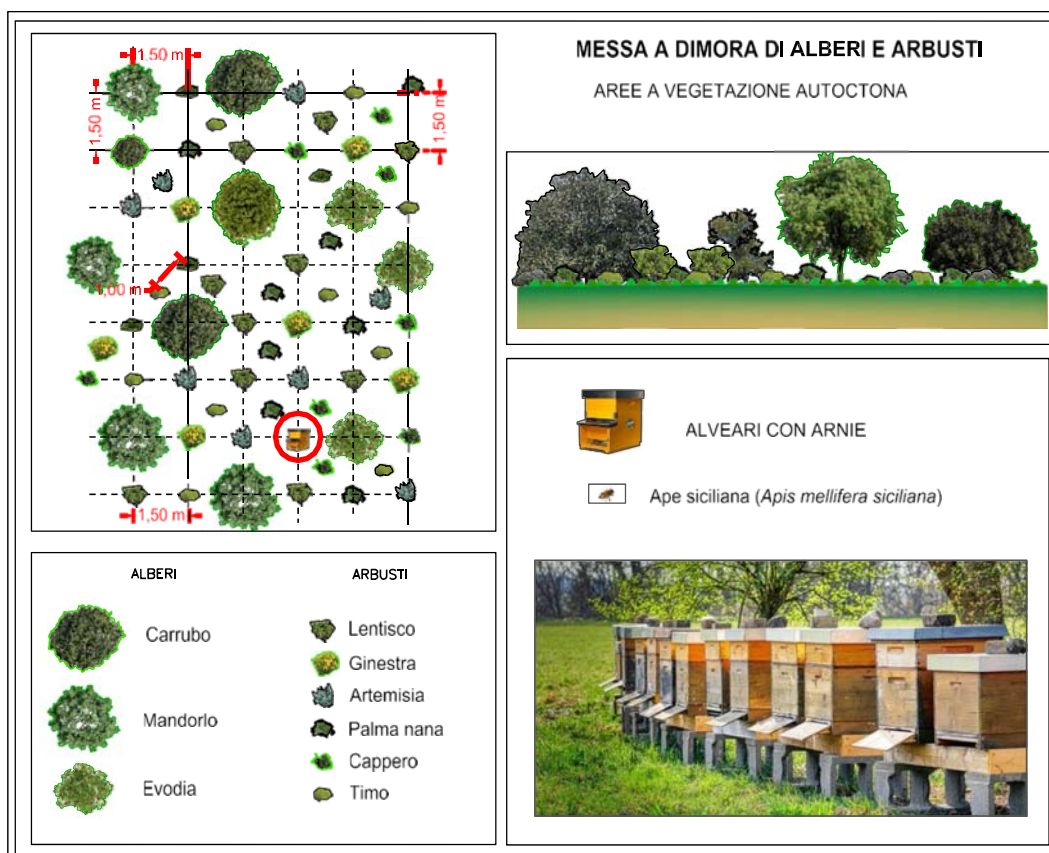 MESSA A DIMORA DI ALBERI E ARBUSTI
AREE A VEGETAZIONE AUTOCTONA
1,50 m
1,50 m
1,50 m
1,00 m
1,50 m
ALVEARI CON ARNIE
Ape siciliana (Apis mellifera siciliana)
ALBERI
Carrubo
Mandorlo
Evodia
ARBUSTI
Lentisco
Ginestra
Artemisia
Palma nana
Cappero
Timo